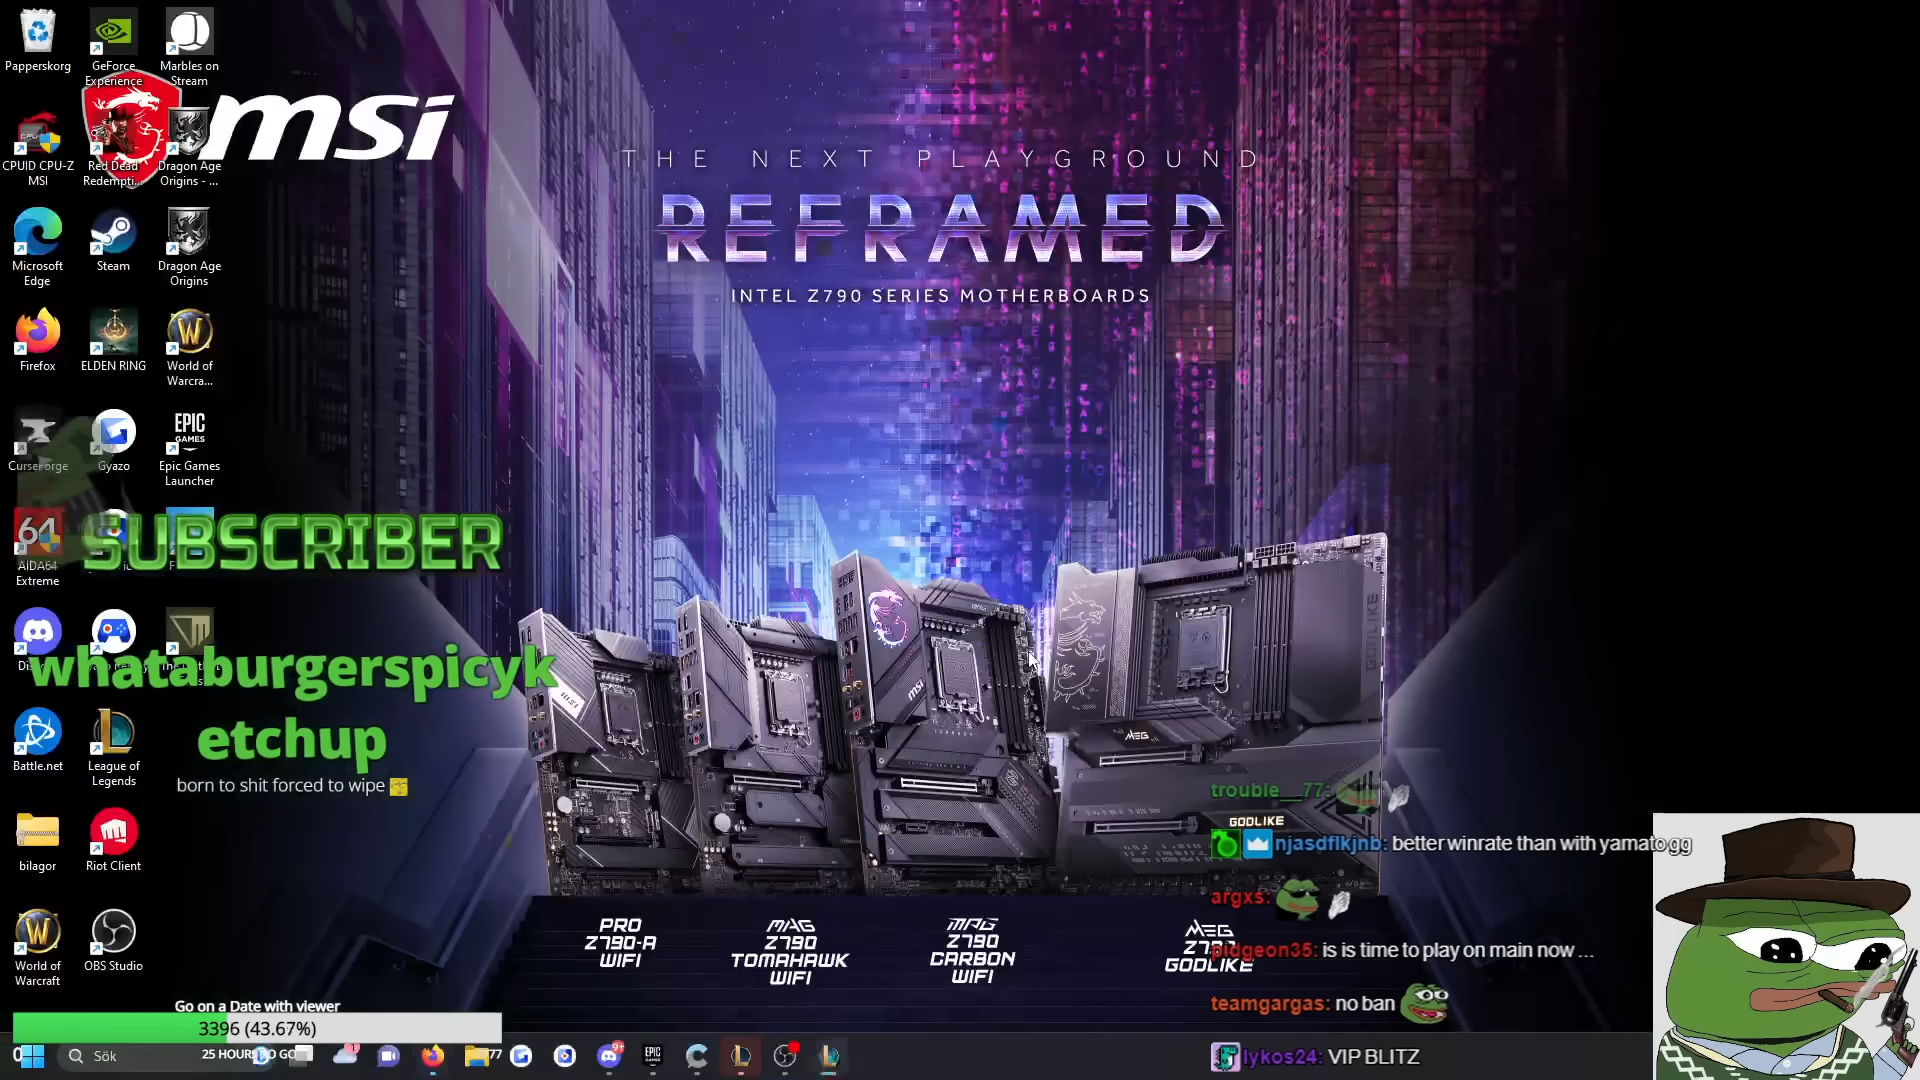 Papperskorg
GeForce
Experience
Marbles on
Stream
msi
CPUID CPU-Z
MSI
Red Dead
Redempti...
Dragon Age
Origins - ...
Microsoft
Edge
Steam
Dragon Age
Origins
Firefox
ELDEN RING
World of
Warcra...
EPIC
GAMES
CurseForge
Gyazo
Epic Games
Launcher
64
AIDA64
Extreme
SUBSCRIBER
whataburgerspicyk
etchup
born to shit forced to wipe
Battle.net
League of
Legends
bilagor
Riot Client
World of
Warcraft
OBS Studio
THE NEXT PLAYGROUND
REFRAMED
INTEL Z790 SERIES MOTHERBOARDS
msi
msi
MEG
GODLIKE
GODLIKE
PRO
Z790-A
WIFI
MAG
Z790
TOMAHAWK
WIFI
MPG
Z790
CARBON
WIFI
MEG
GODLIKE
trouble__77:
njasdflkjnb: better winrate than with yamato gg
argxs:
pidgeon35: is is time to play on main now ...
teamgargas: no ban
lykos24: VIP BLITZ
Go on a Date with viewer
3396 (43.67%)
Sök
EPIC